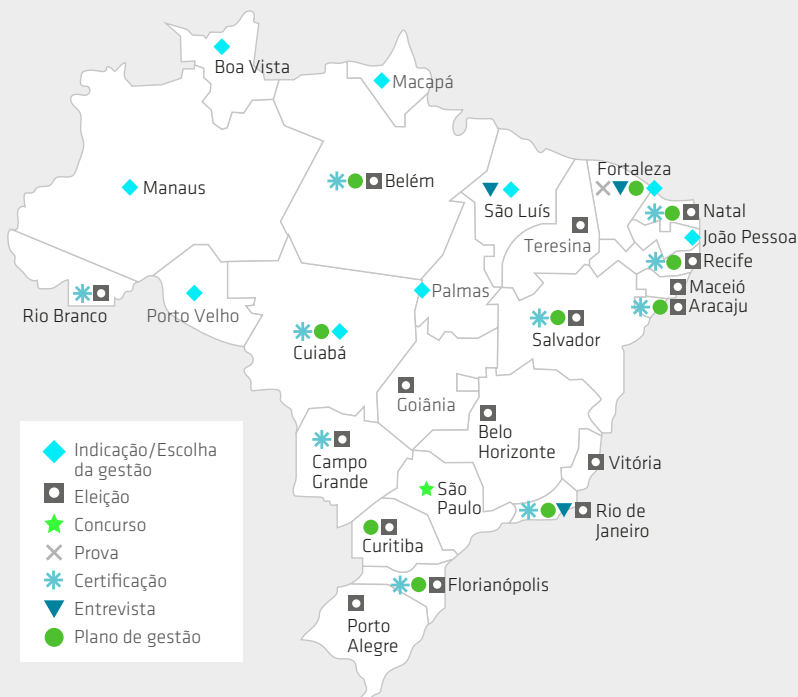 Boa Vista
Macapá
Fortaleza
Manaus
Belém
São Luís
Natal
Teresina
João Pessoa
Recife
Maceió
Aracaju
Rio Branco
Porto Velho
Palmas
Cuiabá
Salvador
Goiânia
Belo
Horizonte
Campo
Grande
Vitória
São
Paulo
Rio de
Janeiro
Curitiba
Florianópolis
Porto
Alegre
Indicação/Escolha
da gestão
Eleição
Concurso
Prova
Certificação
Entrevista
Plano de gestão